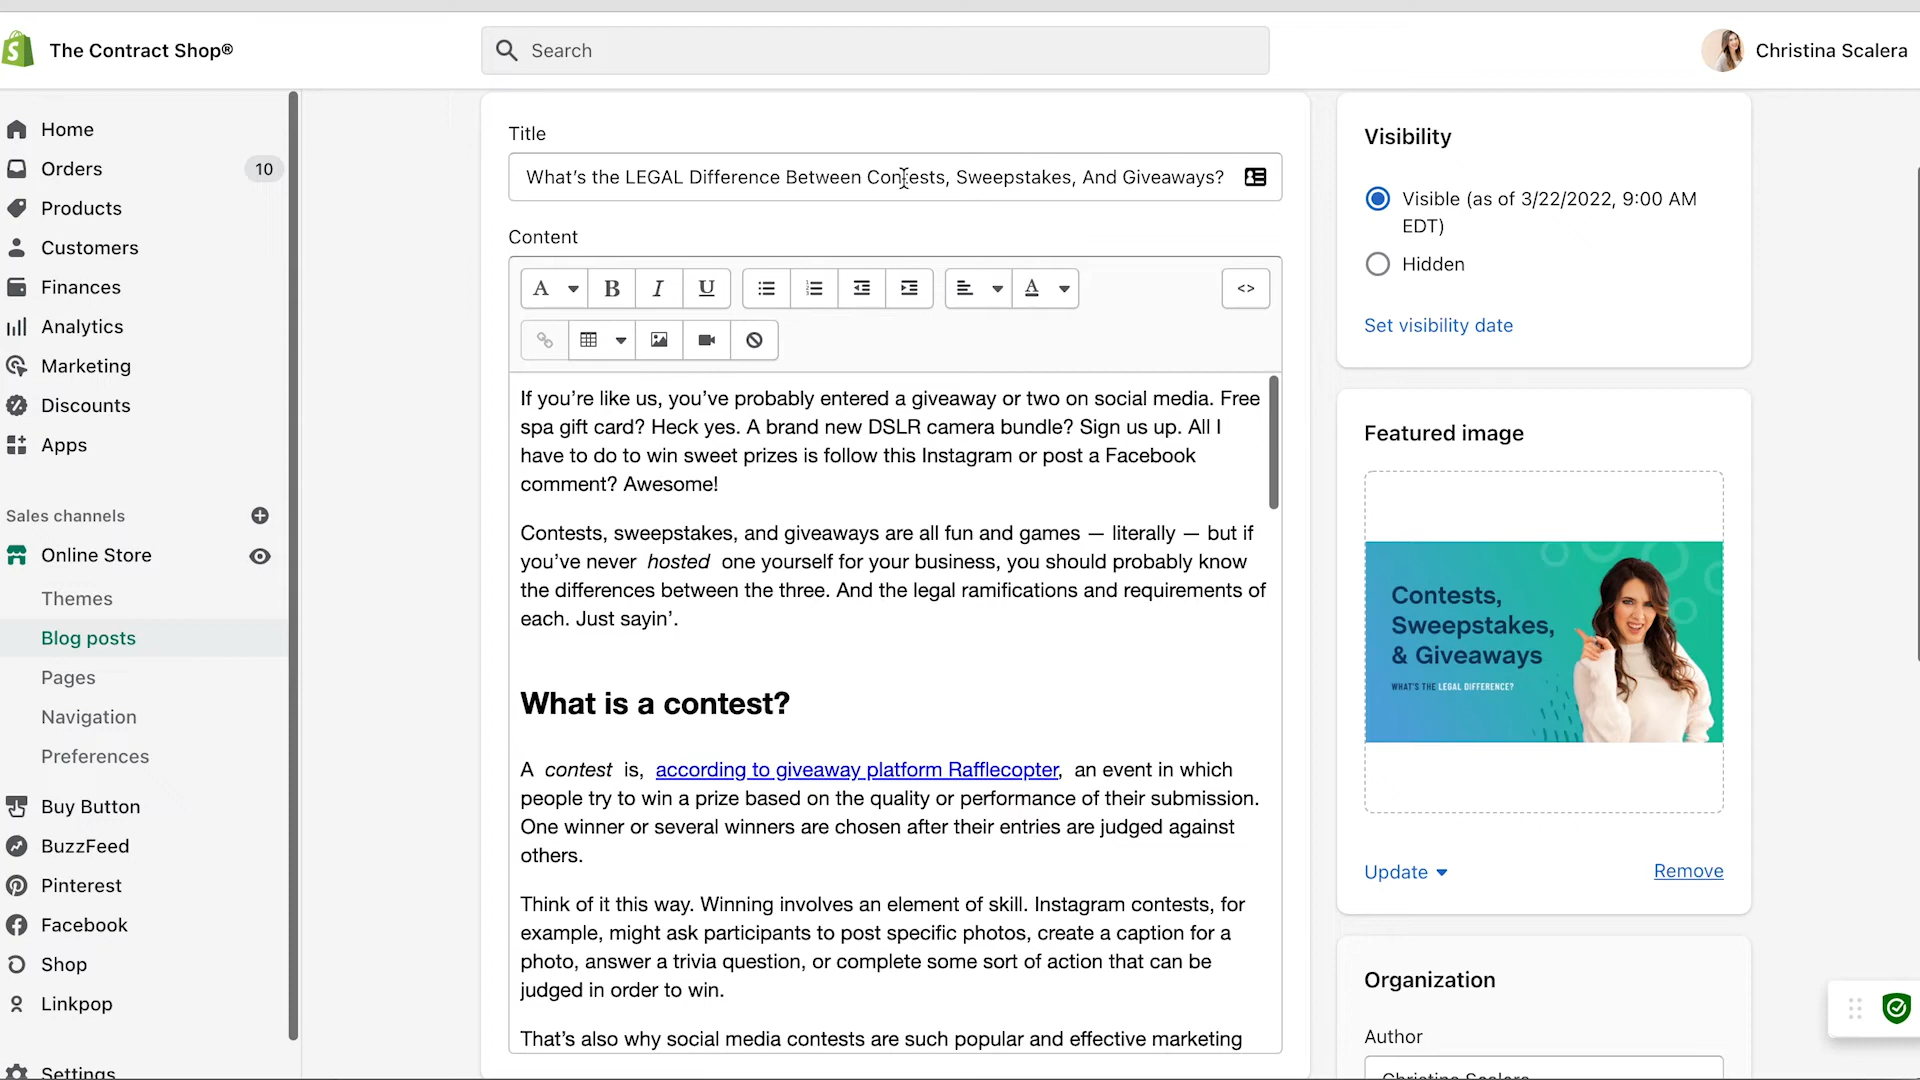 The Contract Shop®
Search
Christina Scalera
Home
Orders
10
Products
Customers
Finances
Analytics
Marketing
Discounts
Apps
Sales channels
Online Store
Themes
Blog posts
Pages
Navigation
Preferences
Buy Button
BuzzFeed
Pinterest
Facebook
Shop
Linkpop
Settings
Title
What's the LEGAL Difference Between Contests, Sweepstakes, And Giveaways?
Content
A
B
I
U
A
<>
If you’re like us, you’ve probably entered a giveaway or two on social media. Free
spa gift card? Heck yes. A brand new DSLR camera bundle? Sign us up. All I
have to do to win sweet prizes is follow this Instagram or post a Facebook
comment? Awesome!
Contests, sweepstakes, and giveaways are all fun and games — literally — but if
you’ve never hosted one yourself for your business, you should probably know
the differences between the three. And the legal ramifications and requirements of
each. Just sayin’.
What is a contest?
A contest is, according to giveaway platform Rafflecopter, an event in which
people try to win a prize based on the quality or performance of their submission.
One winner or several winners are chosen after their entries are judged against
others.
Think of it this way. Winning involves an element of skill. Instagram contests, for
example, might ask participants to post specific photos, create a caption for a
photo, answer a trivia question, or complete some sort of action that can be
judged in order to win.
That’s also why social media contests are such popular and effective marketing
Visibility
Visible (as of 3/22/2022, 9:00 AM
EDT)
Hidden
Set visibility date
Featured image
Contests,
Sweepstakes,
& Giveaways
WHAT'S THE LEGAL DIFFERENCE?
Update
Remove
Organization
Author
Christina Scalera